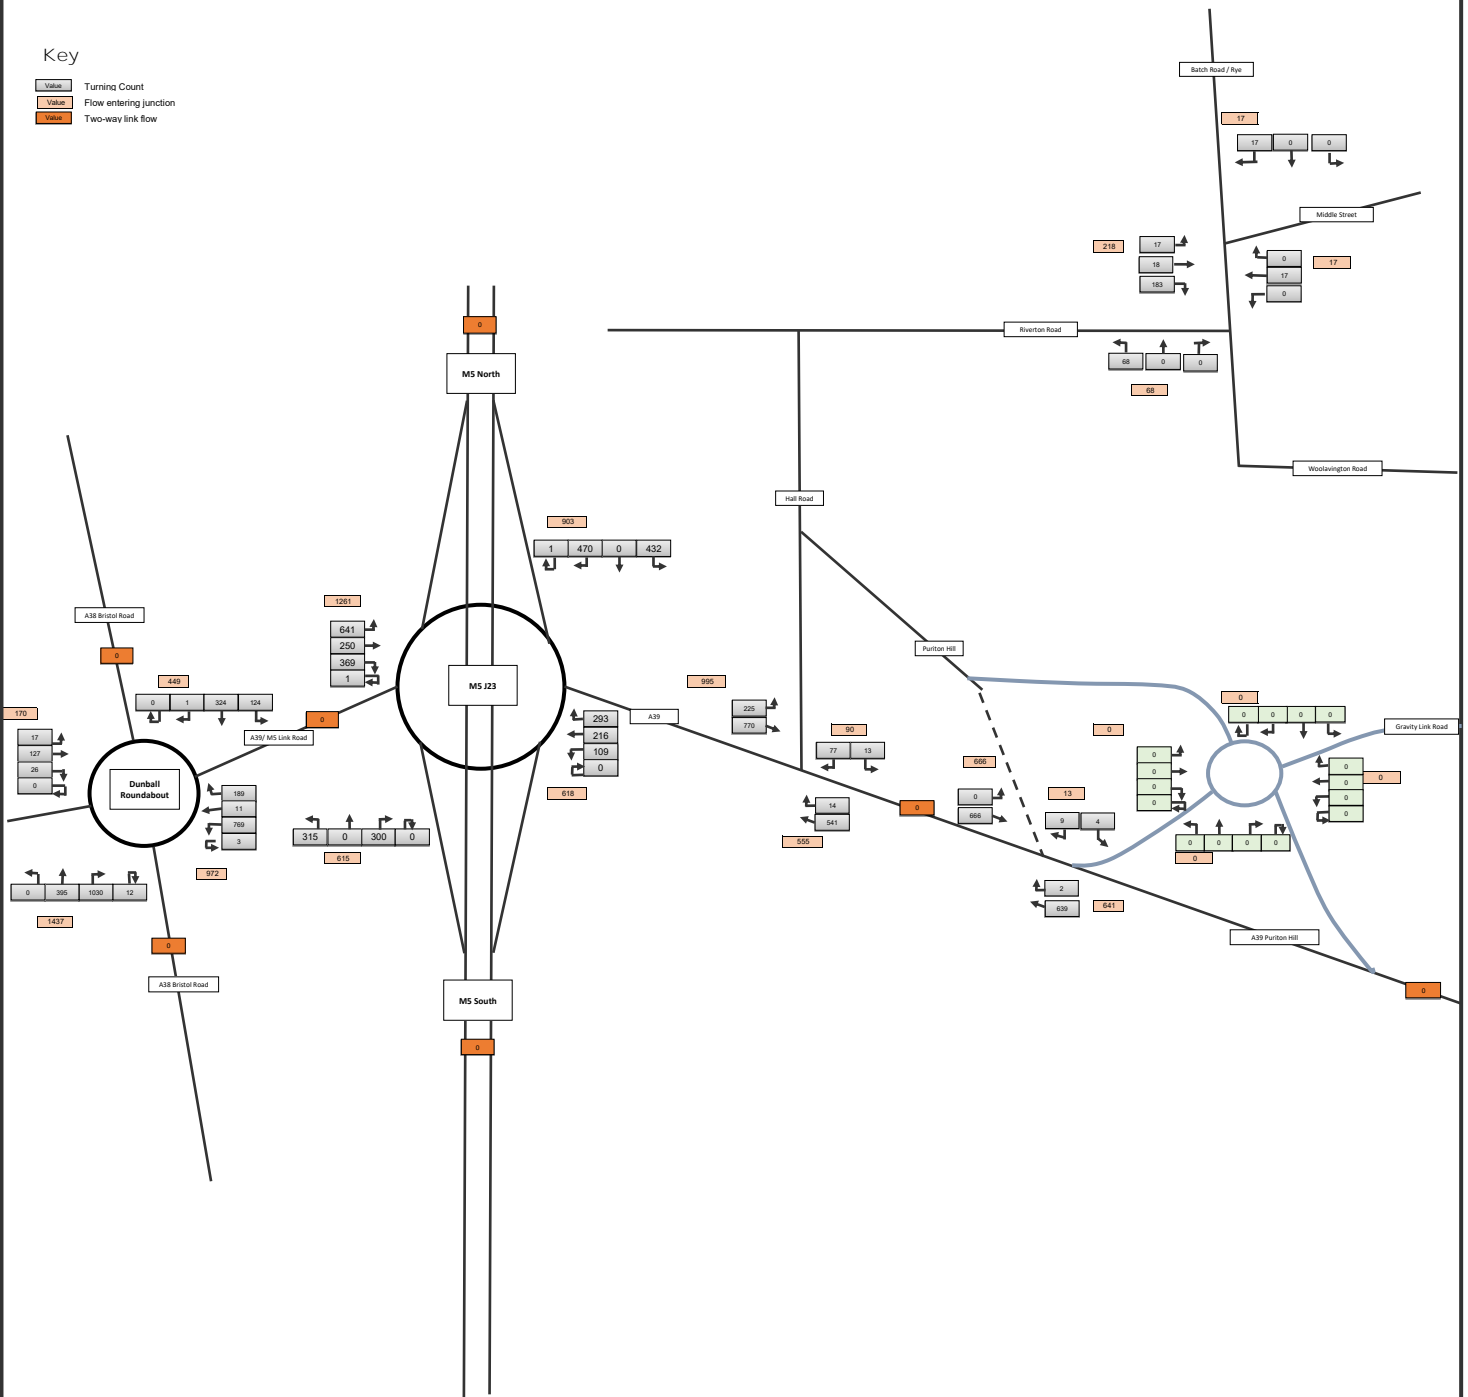 Key
Value Turning Count
Value Flow entering junction
Value Two-way link flow
Batch Road / Rye
17
17 0 0
Middle Street
218
17
18
183
0
17
0
17
Riverton Road
68 0 0
68
Woolavington Road
0
M5 North
Hall Road
903
1 470 0 432
1261
641
250
369
1
M5 J23
A38 Bristol Road
0
449
0 1 324 124
170
17
127
26
0
0
A39/ M5 Link Road
Dunball
Roundabout
189
11
769
3
972
0 395 1030 12
1437
0
A38 Bristol Road
315 0 300 0
615
293
216
109
0
618
A39
995
225
770
90
77 13
14
541
555
0
Puriton Hill
666
0
666
13
9 4
2
639
641
0
0
0
0
0
0
0 0 0 0
Gravity Link Road
0
0
0
0
0
0 0 0 0
0
A39 Puriton Hill
0
M5 South
0